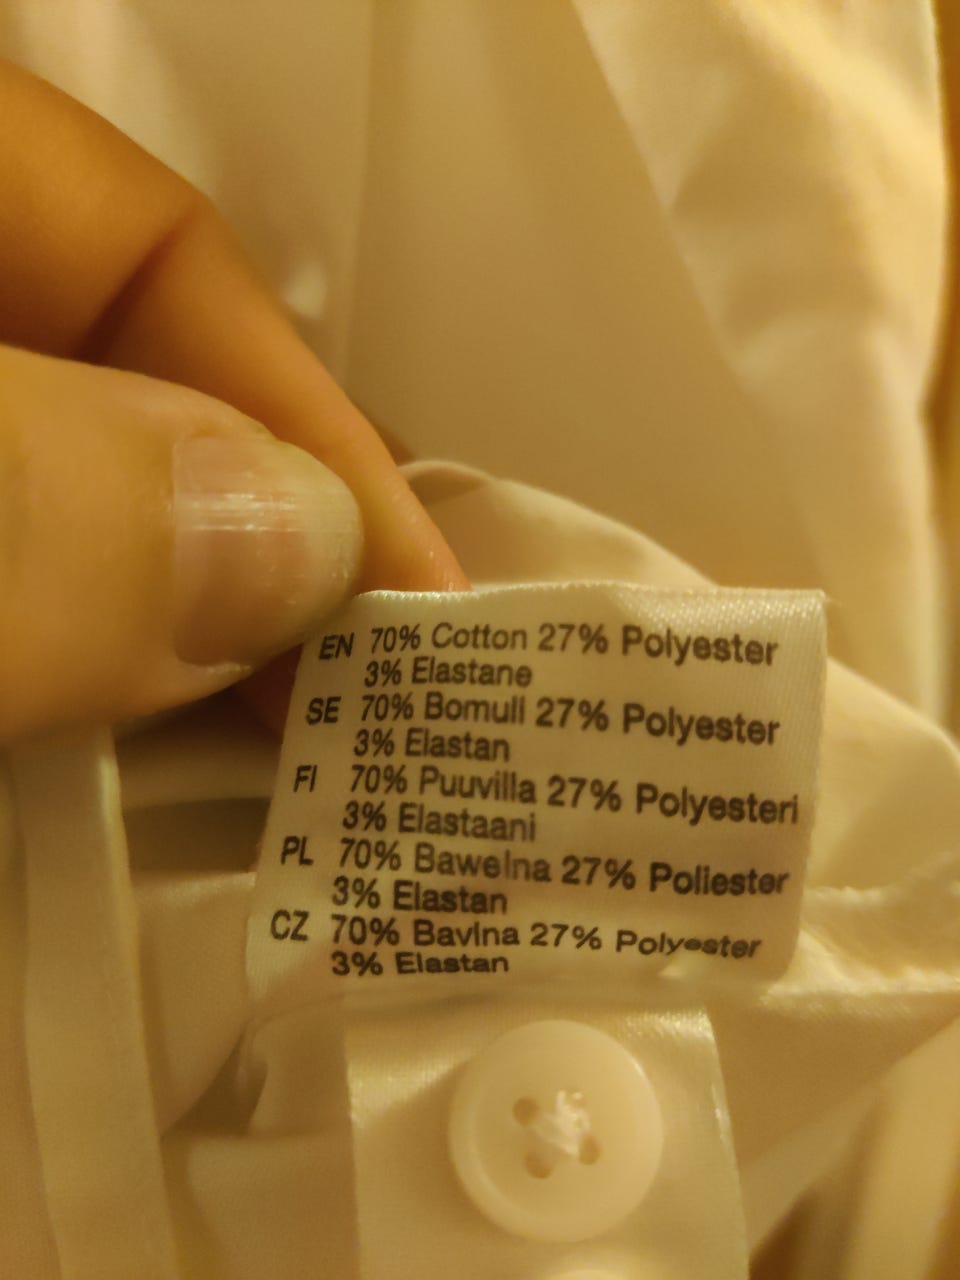 EN 70% Cotton 27% Polyester
3% Elastane
SE 70% Bomull 27% Polyester
3% Elastan
FI 70% Puuvilla 27% Polyesteri
3% Elastaani
PL 70% Bawelna 27% Poliester
3% Elastan
CZ 70% Bavlna 27% Polyester
3% Elastan